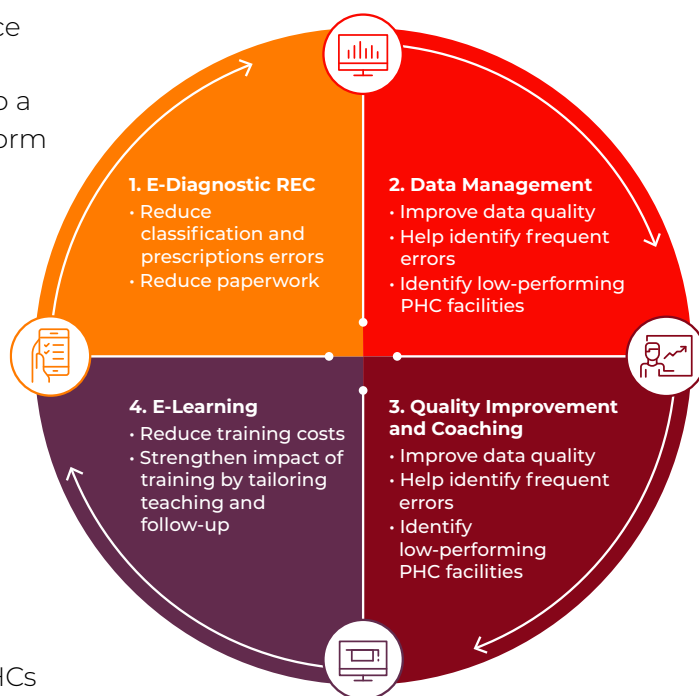 ce
o a
orm
1. E-Diagnostic REC
• Reduce
classification and
prescriptions errors
• Reduce paperwork
2. Data Management
• Improve data quality
• Help identify frequent
errors
• Identify low-performing
PHC facilities
3. Quality Improvement
and Coaching
• Improve data quality
• Help identify frequent
errors
• Identify
low-performing
PHC facilities
4. E-Learning
• Reduce training costs
• Strengthen impact of
training by tailoring
teaching and
follow-up
HCs